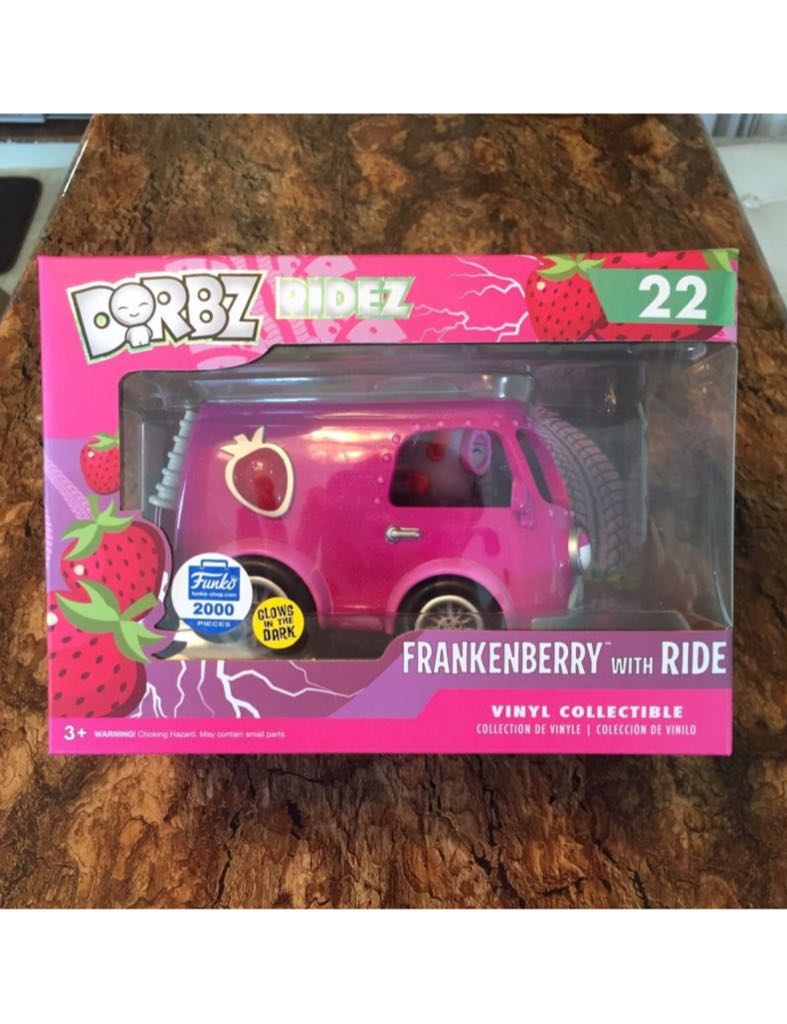 DORBZ RIDEZ
22
Funko
funko-shop.com
2000
PIECES
GLOWS
IN THE
DARK
FRANKENBERRY™ WITH RIDE
VINYL COLLECTIBLE
COLLECTION DE VINYLE | COLECCIÓN DE VINILO
3+ WARNING! Choking Hazard. May contain small parts.